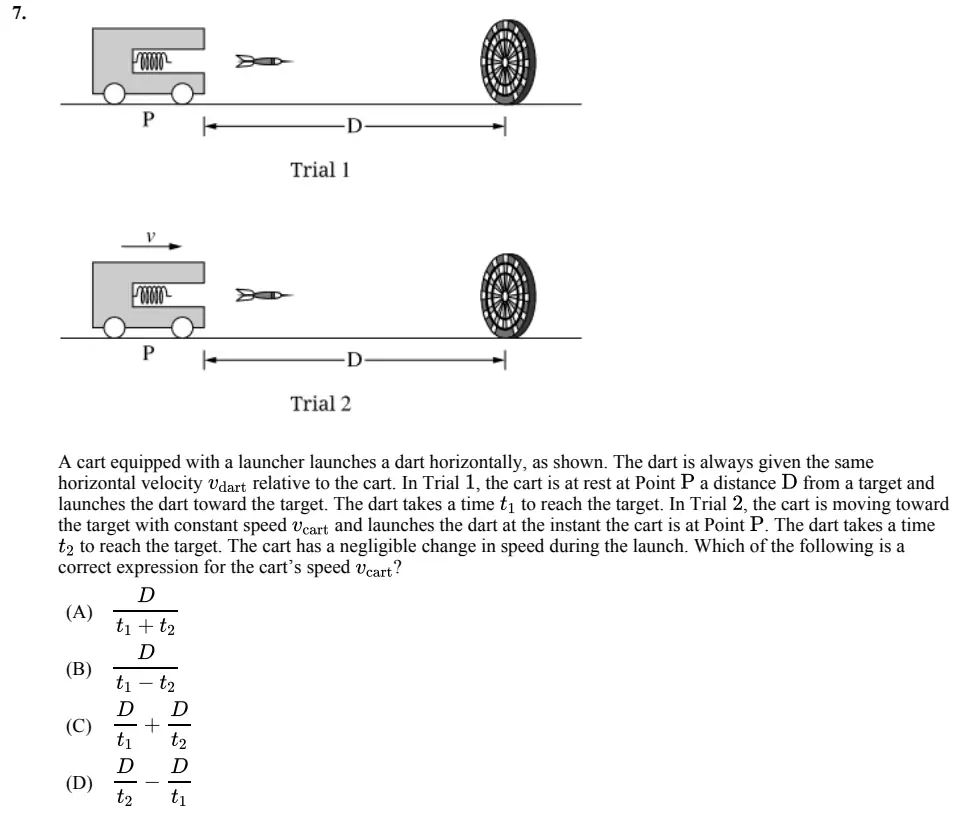 7.
P
D
Trial 1
v
P
D
Trial 2
A cart equipped with a launcher launches a dart horizontally, as shown. The dart is always given the same
horizontal velocity v_dart relative to the cart. In Trial 1, the cart is at rest at Point P a distance D from a target and
launches the dart toward the target. The dart takes a time t₁ to reach the target. In Trial 2, the cart is moving toward
the target with constant speed v_cart and launches the dart at the instant the cart is at Point P. The dart takes a time
t₂ to reach the target. The cart has a negligible change in speed during the launch. Which of the following is a
correct expression for the cart’s speed v_cart?
(A) D / (t₁ + t₂)
(B) D / (t₁ − t₂)
(C) D/t₁ + D/t₂
(D) D/t₂ − D/t₁